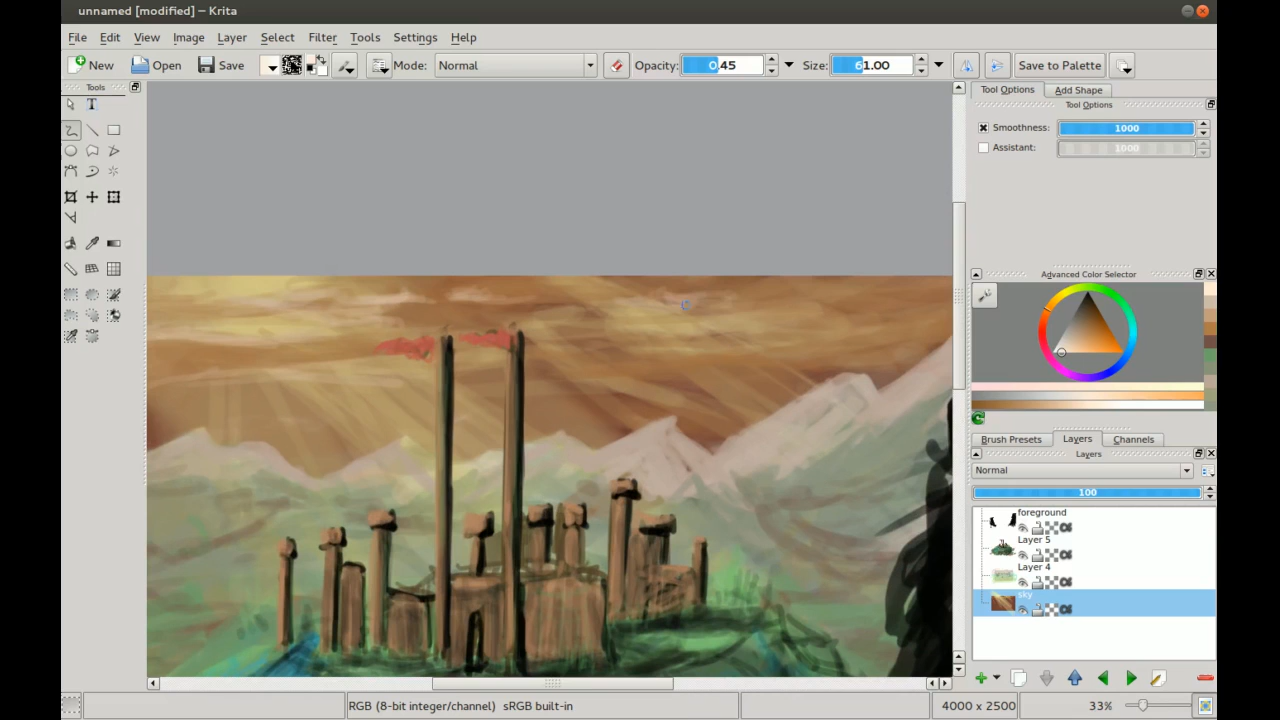 unnamed [modified] – Krita
File Edit View Image Layer Select Filter Tools Settings Help
New Open Save Mode: Normal Opacity: 0.45 Size: 61.00 Save to Palette
Tools
T
Tool Options Add Shape
Tool Options
Smoothness: 1000
Assistant: 1000
Advanced Color Selector
Brush Presets Layers Channels
Layers
Normal
100
foreground
Layer 5
Layer 4
sky
RGB (8-bit integer/channel) sRGB built-in 4000 x 2500 33%